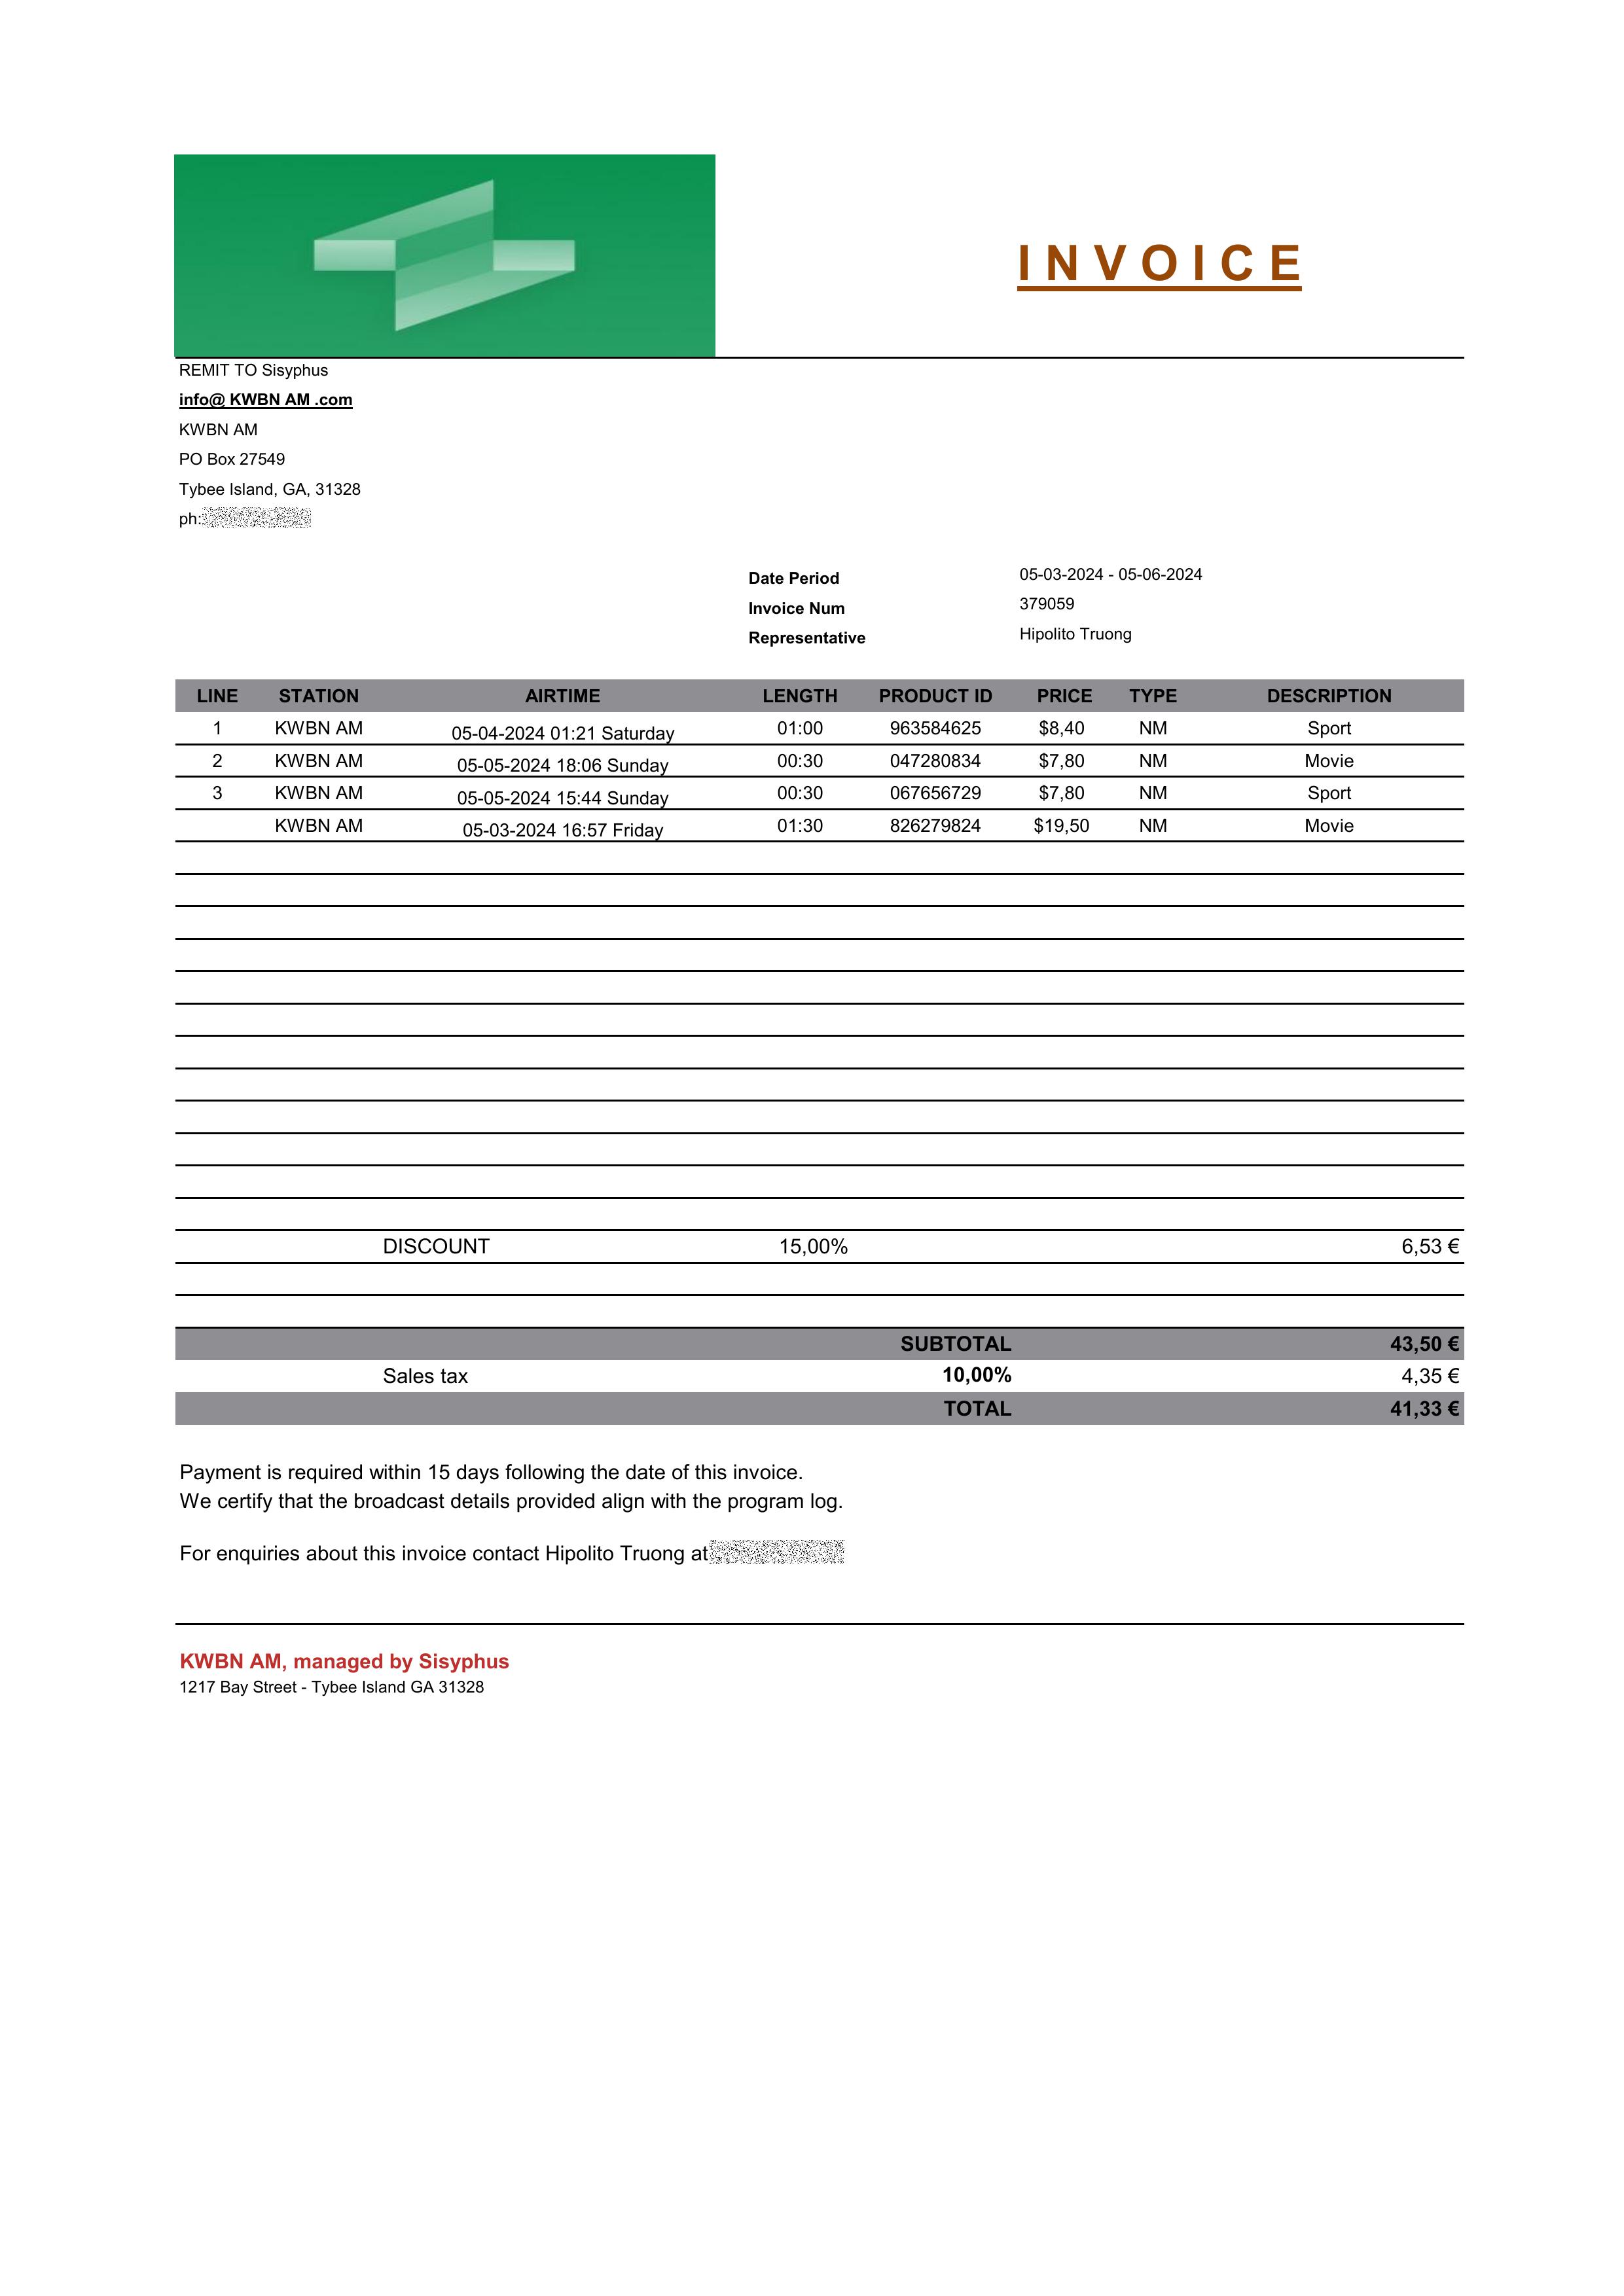 INVOICE
REMIT TO Sisyphus
info@ KWBN AM .com
KWBN AM
PO Box 27549
Tybee Island, GA, 31328
ph:
Date Period 05-03-2024 - 05-06-2024
Invoice Num 379059
Representative Hipolito Truong
LINE STATION AIRTIME LENGTH PRODUCT ID PRICE TYPE DESCRIPTION
1 KWBN AM 05-04-2024 01:21 Saturday 01:00 963584625 $8,40 NM Sport
2 KWBN AM 05-05-2024 18:06 Sunday 00:30 047280834 $7,80 NM Movie
3 KWBN AM 05-05-2024 15:44 Sunday 00:30 067656729 $7,80 NM Sport
KWBN AM 05-03-2024 16:57 Friday 01:30 826279824 $19,50 NM Movie
DISCOUNT 15,00% 6,53 €
SUBTOTAL 43,50 €
Sales tax 10,00% 4,35 €
TOTAL 41,33 €
Payment is required within 15 days following the date of this invoice.
We certify that the broadcast details provided align with the program log.
For enquiries about this invoice contact Hipolito Truong at
KWBN AM, managed by Sisyphus
1217 Bay Street - Tybee Island GA 31328